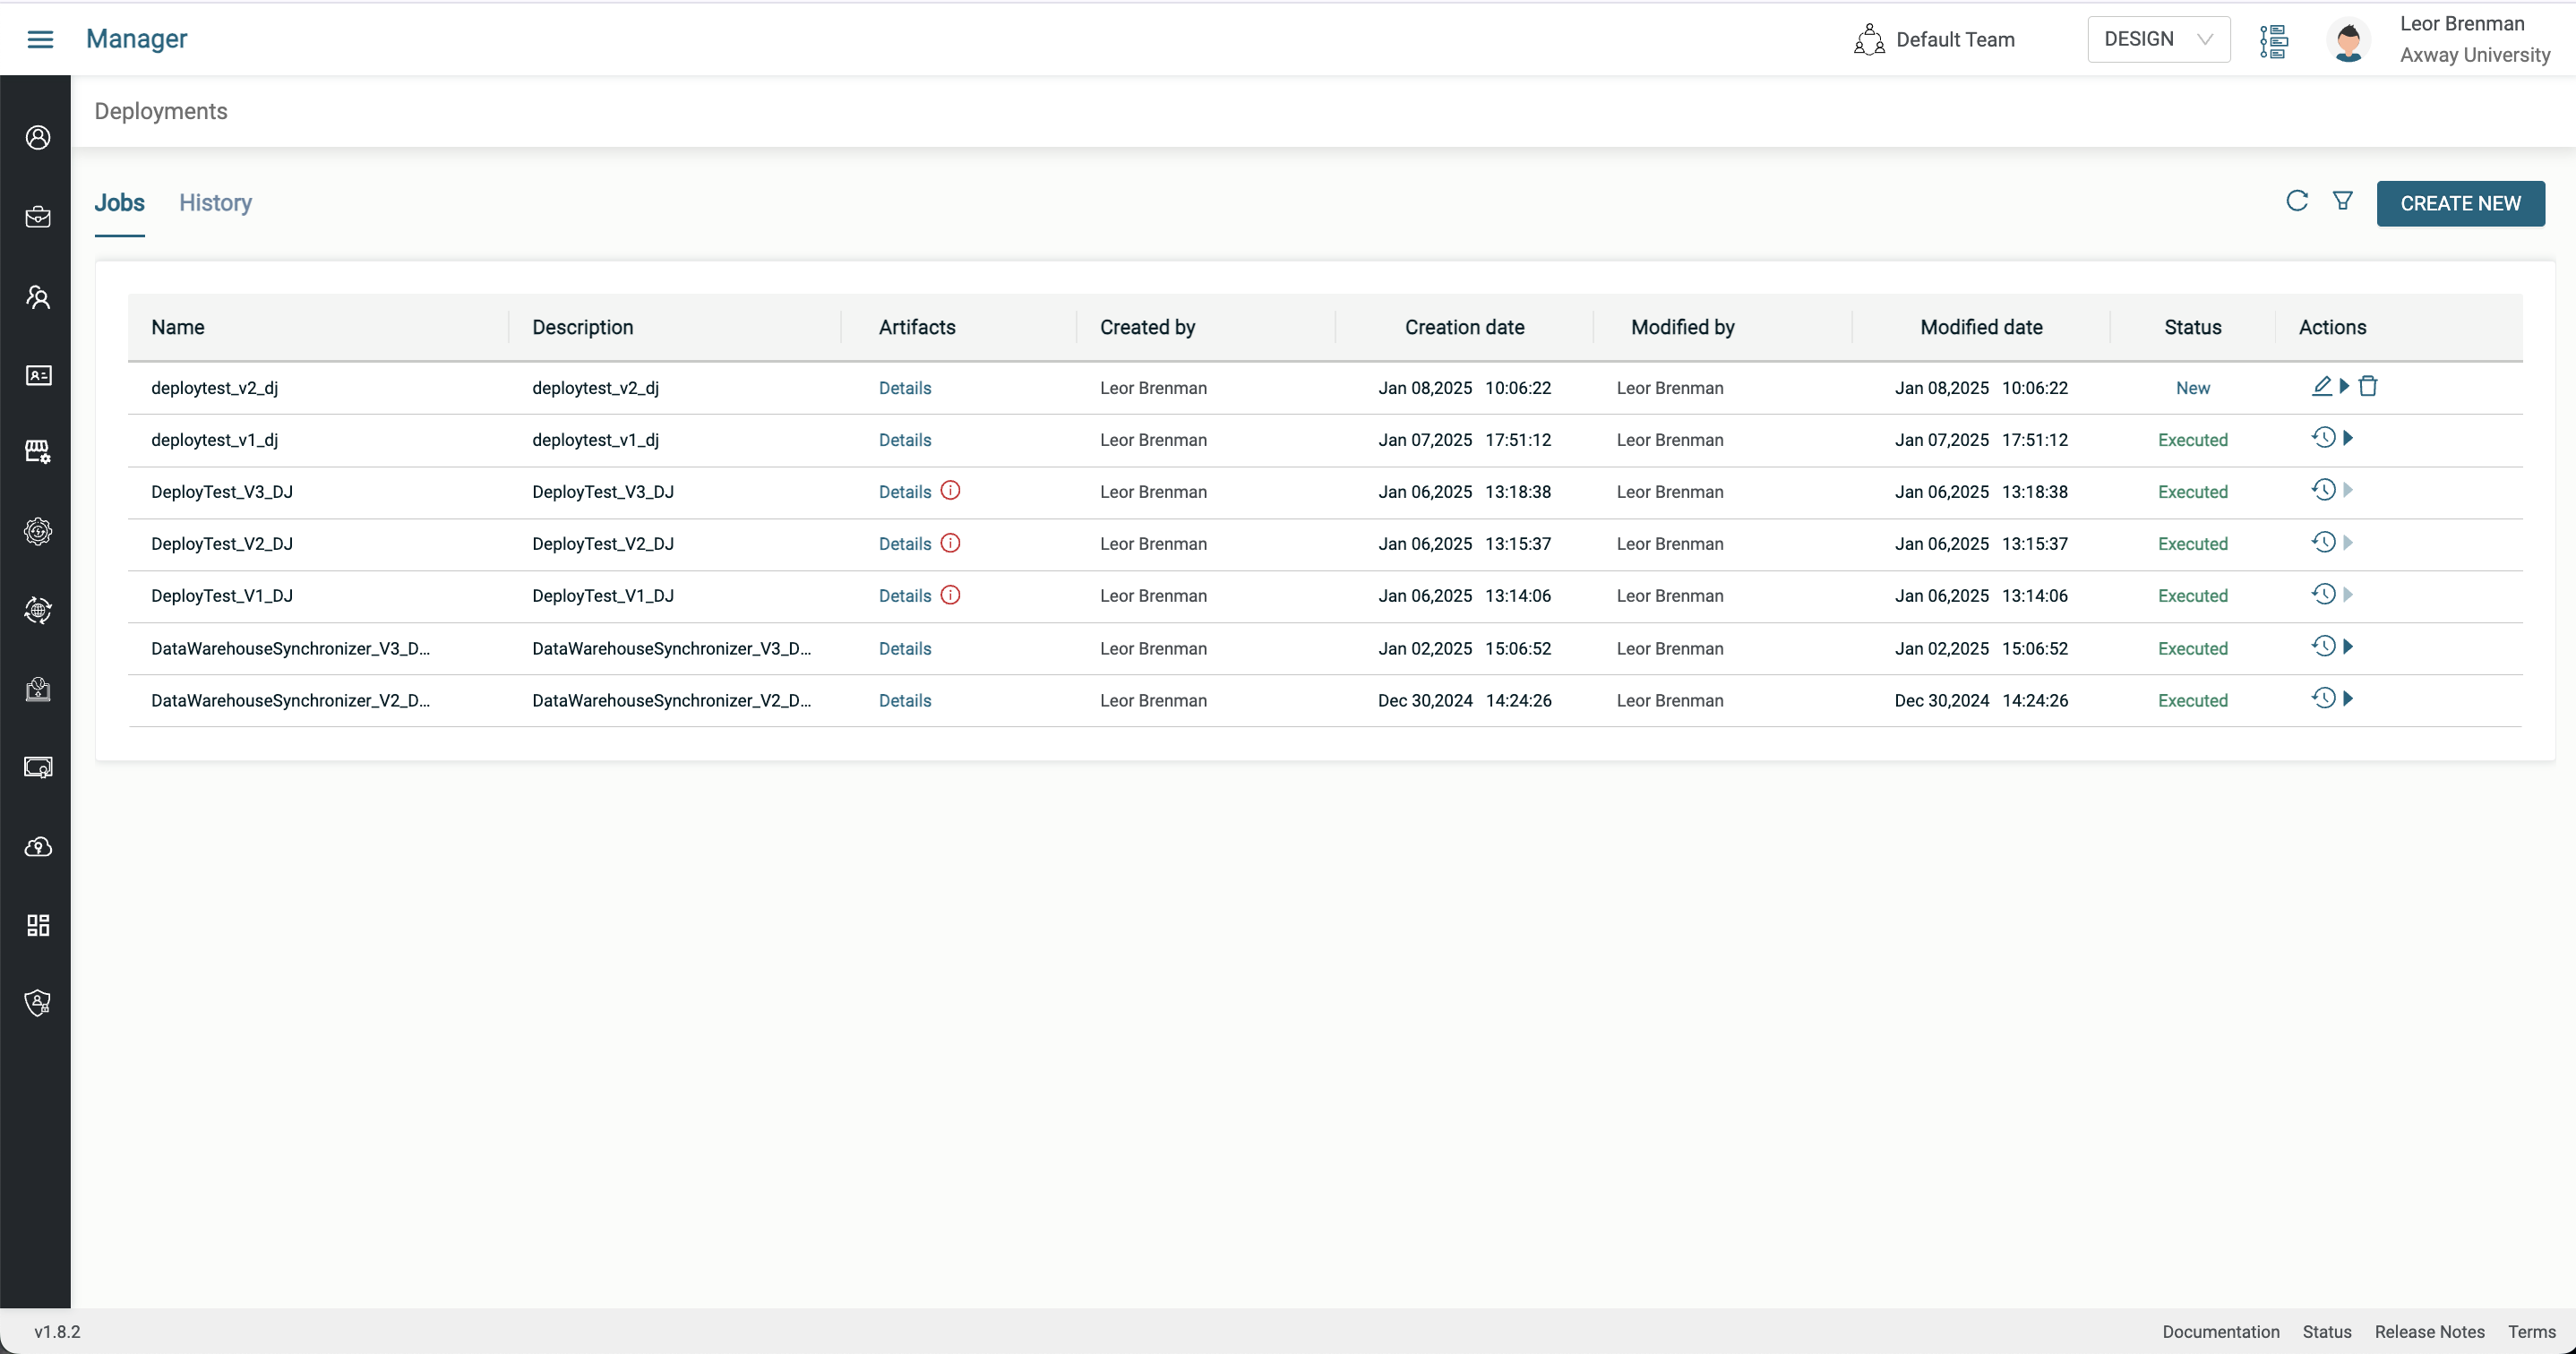 Manager
Default Team
DESIGN
Leor Brenman
Axway University
Deployments
Jobs History
CREATE NEW
Name Description Artifacts Created by Creation date Modified by Modified date Status Actions
deploytest_v2_dj deploytest_v2_dj Details Leor Brenman Jan 08,2025 10:06:22 Leor Brenman Jan 08,2025 10:06:22 New
deploytest_v1_dj deploytest_v1_dj Details Leor Brenman Jan 07,2025 17:51:12 Leor Brenman Jan 07,2025 17:51:12 Executed
DeployTest_V3_DJ DeployTest_V3_DJ Details Leor Brenman Jan 06,2025 13:18:38 Leor Brenman Jan 06,2025 13:18:38 Executed
DeployTest_V2_DJ DeployTest_V2_DJ Details Leor Brenman Jan 06,2025 13:15:37 Leor Brenman Jan 06,2025 13:15:37 Executed
DeployTest_V1_DJ DeployTest_V1_DJ Details Leor Brenman Jan 06,2025 13:14:06 Leor Brenman Jan 06,2025 13:14:06 Executed
DataWarehouseSynchronizer_V3_D... DataWarehouseSynchronizer_V3_D... Details Leor Brenman Jan 02,2025 15:06:52 Leor Brenman Jan 02,2025 15:06:52 Executed
DataWarehouseSynchronizer_V2_D... DataWarehouseSynchronizer_V2_D... Details Leor Brenman Dec 30,2024 14:24:26 Leor Brenman Dec 30,2024 14:24:26 Executed
v1.8.2 Documentation Status Release Notes Terms